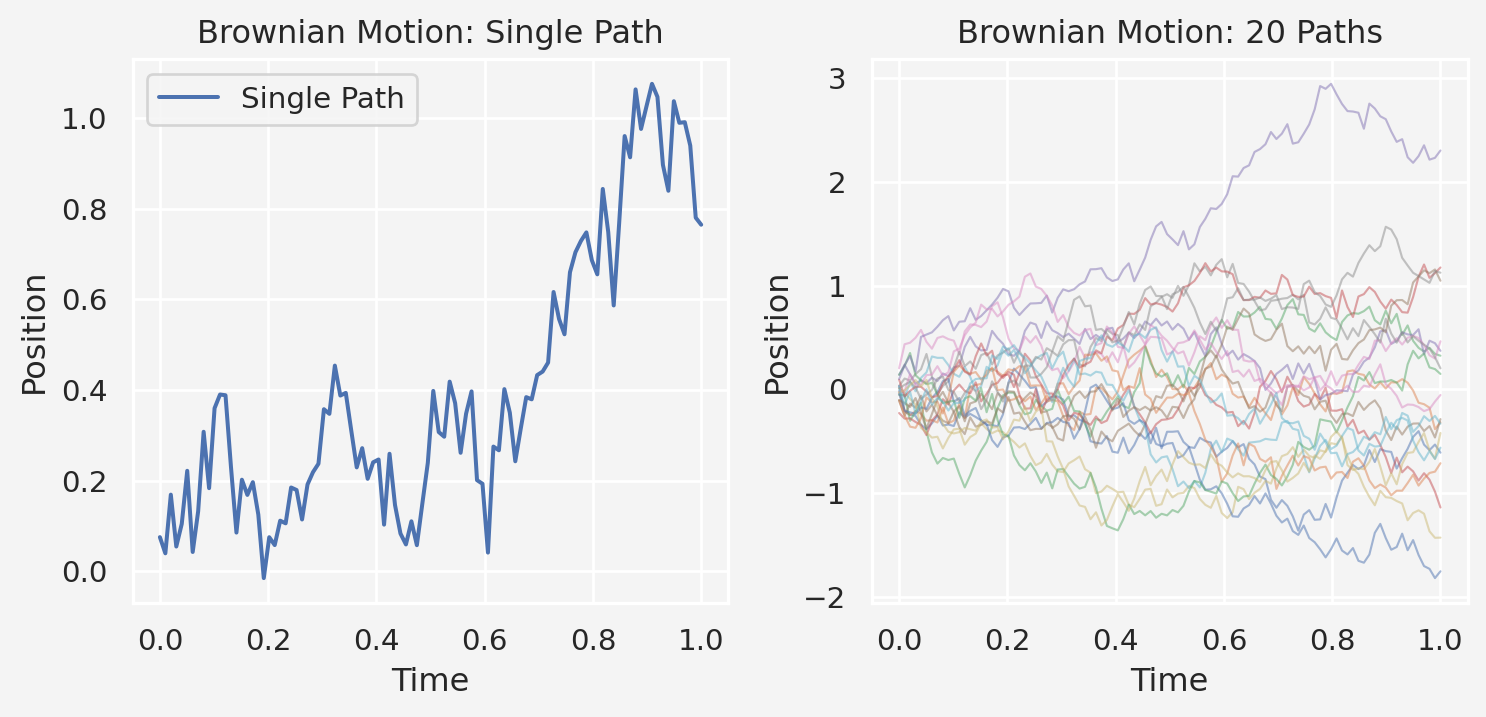 Brownian Motion: Single Path
Single Path
1.0
0.8
0.6
0.4
0.2
0.0
Position
0.0 0.2 0.4 0.6 0.8 1.0
Time
Brownian Motion: 20 Paths
3
2
1
0
−1
−2
Position
0.0 0.2 0.4 0.6 0.8 1.0
Time